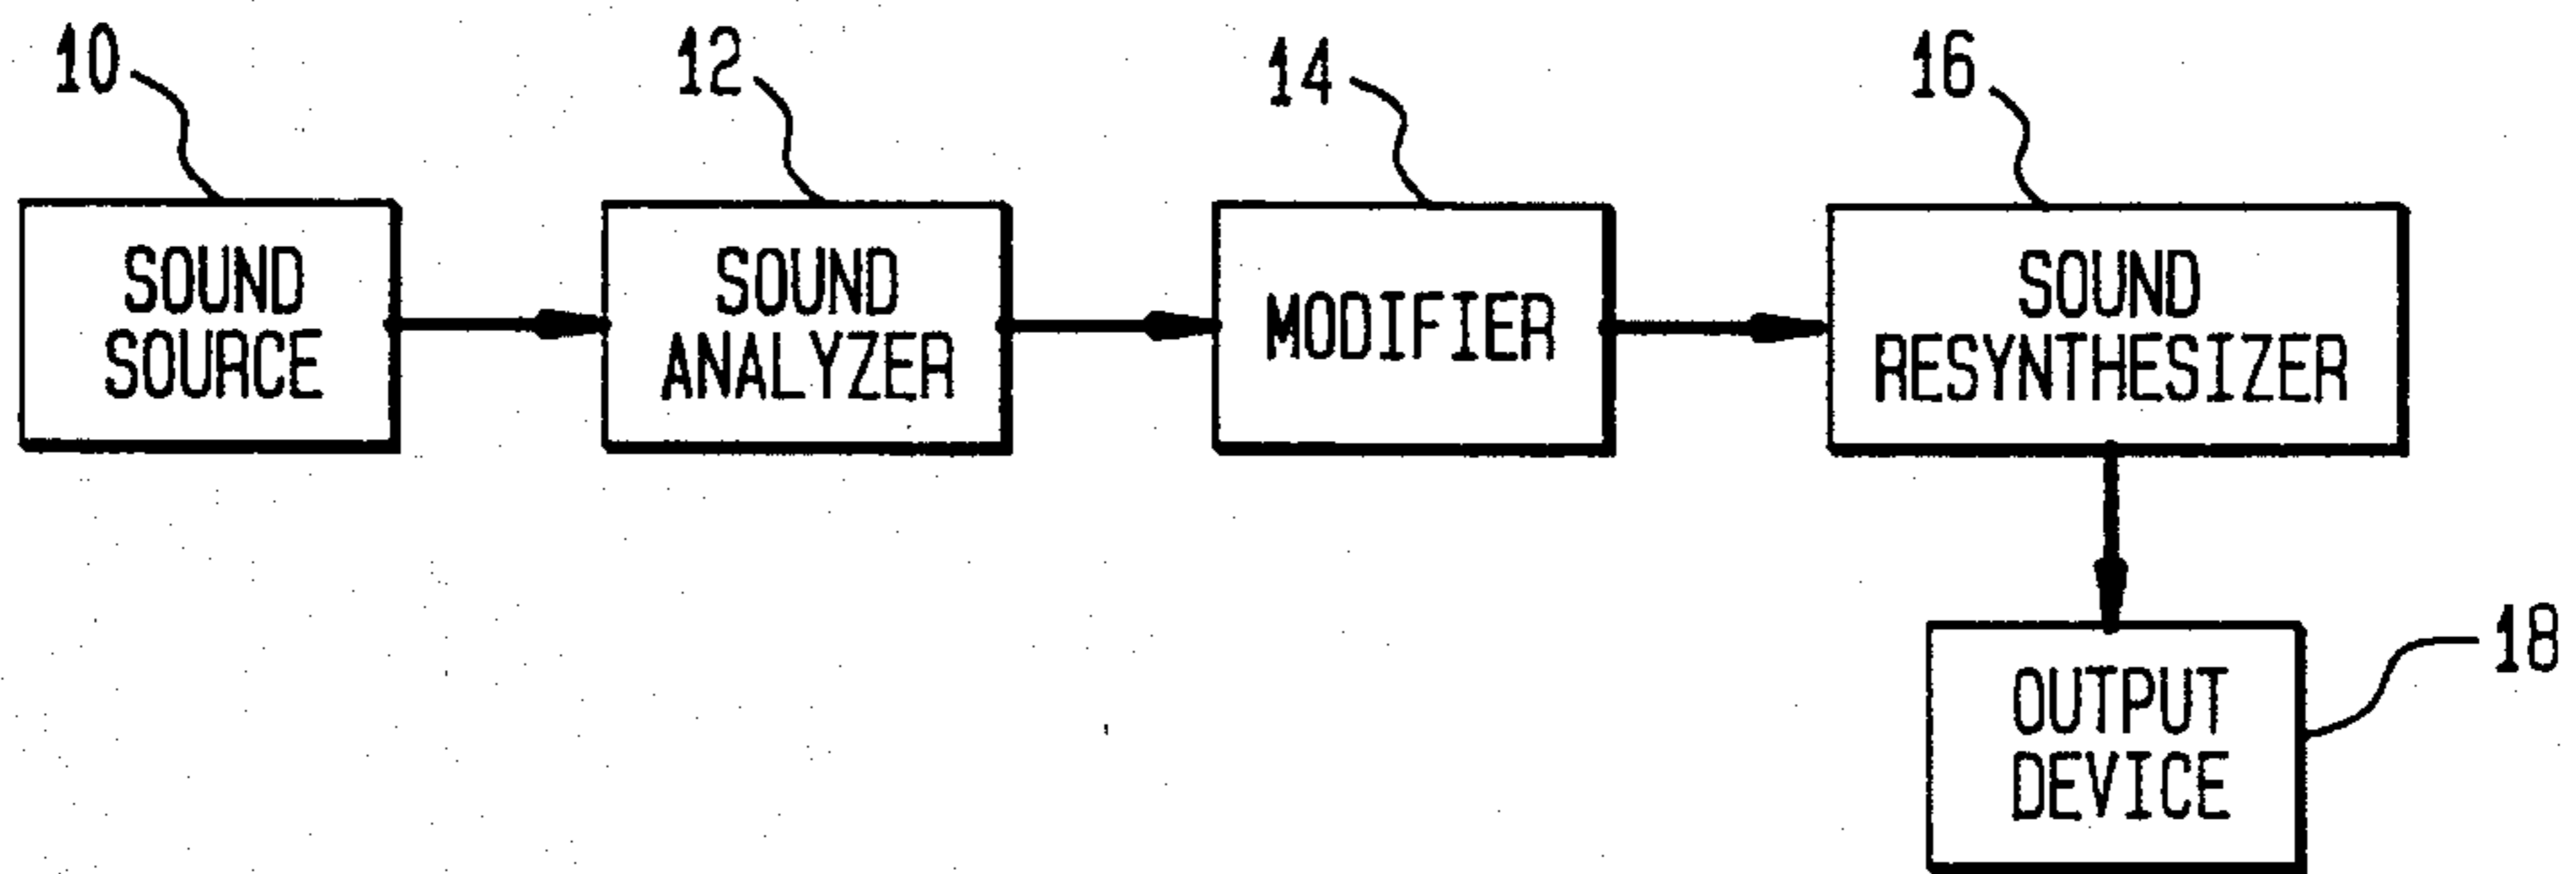 10
12
14
16
SOUND
SOURCE
SOUND
ANALYZER
MODIFIER
SOUND
RESYNTHESIZER
18
OUTPUT
DEVICE